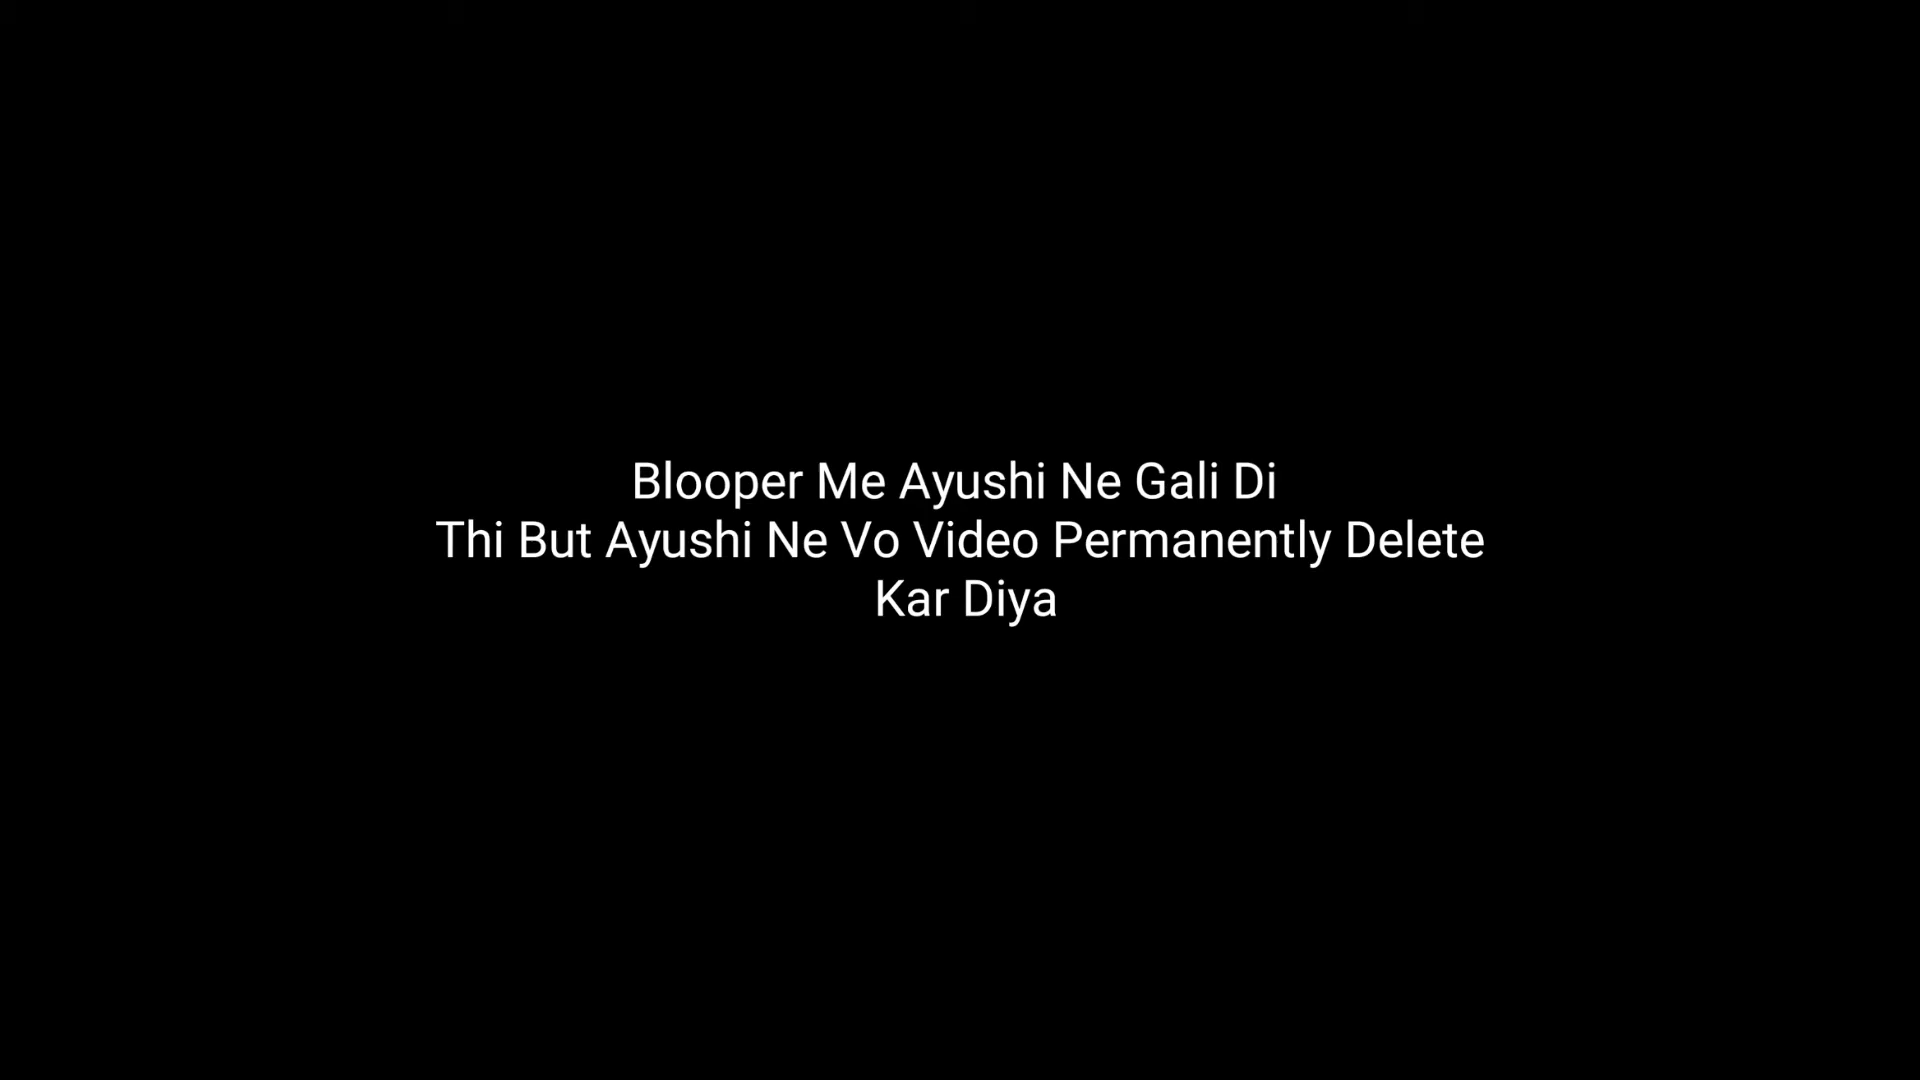 Blooper Me Ayushi Ne Gali Di
Thi But Ayushi Ne Vo Video Permanently Delete
Kar Diya